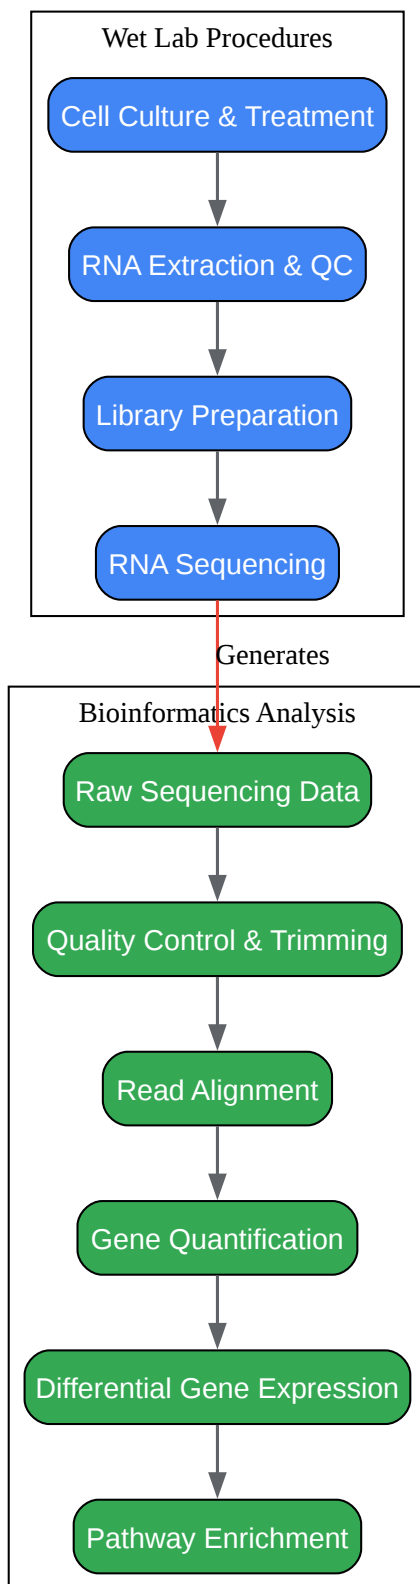 Wet Lab Procedures
Cell Culture & Treatment
RNA Extraction & QC
Library Preparation
RNA Sequencing
Generates
Bioinformatics Analysis
Raw Sequencing Data
Quality Control & Trimming
Read Alignment
Gene Quantification
Differential Gene Expression
Pathway Enrichment